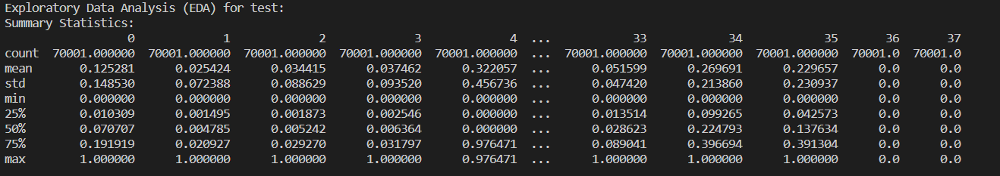 Exploratory Data Analysis (EDA) for test:
Summary Statistics:
0 1 2 3 4 ... 33 34 35 36 37
count 70001.000000 70001.000000 70001.000000 70001.000000 70001.000000 ... 70001.000000 70001.000000 70001.000000 70001.0 70001.0
mean 0.125281 0.025424 0.034415 0.037462 0.322057 ... 0.051599 0.269691 0.229657 0.0 0.0
std 0.148530 0.072388 0.088629 0.093520 0.456736 ... 0.047420 0.213860 0.230937 0.0 0.0
min 0.000000 0.000000 0.000000 0.000000 0.000000 ... 0.000000 0.000000 0.000000 0.0 0.0
25% 0.010309 0.001495 0.001873 0.002546 0.000000 ... 0.013514 0.099265 0.042573 0.0 0.0
50% 0.070707 0.004785 0.005242 0.006364 0.000000 ... 0.028623 0.224793 0.137634 0.0 0.0
75% 0.191919 0.020927 0.029270 0.031797 0.976471 ... 0.089041 0.396694 0.391304 0.0 0.0
max 1.000000 1.000000 1.000000 1.000000 0.976471 ... 1.000000 1.000000 1.000000 0.0 0.0